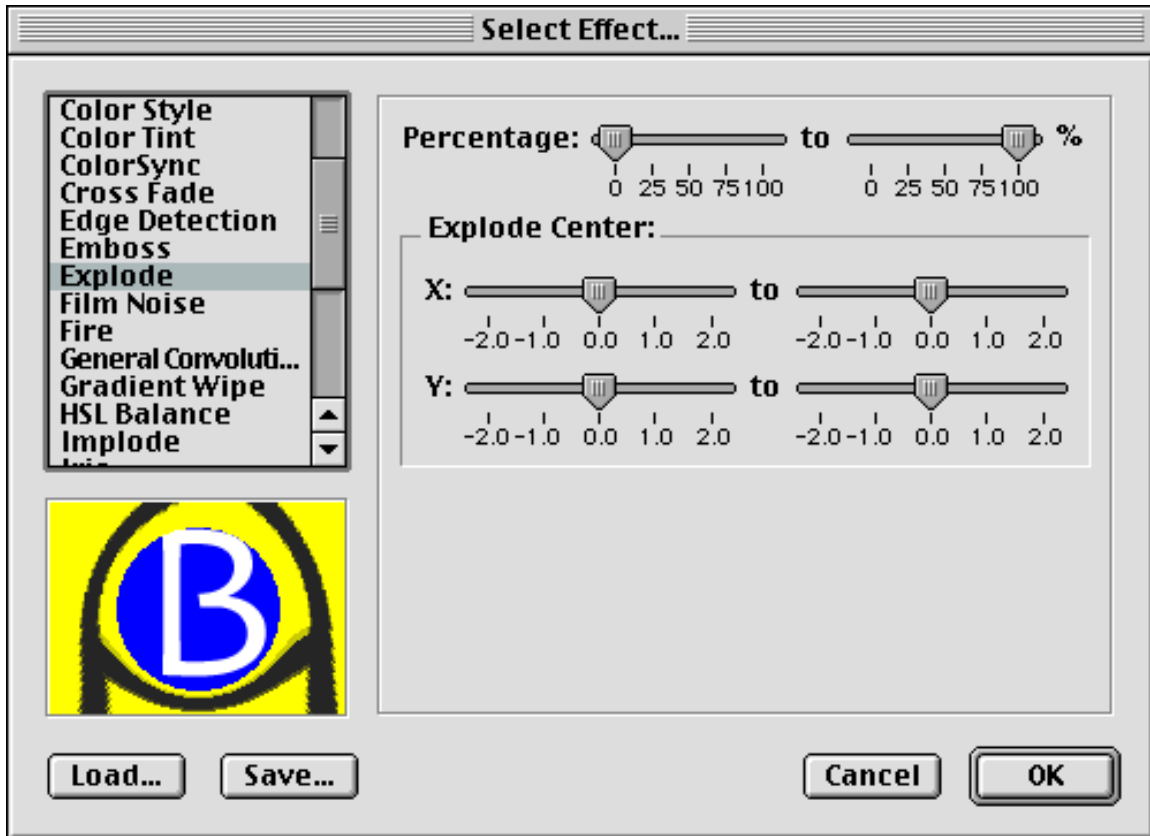 Select Effect...
Color Style
Color Tint
ColorSync
Cross Fade
Edge Detection
Emboss
Explode
Film Noise
Fire
General Convoluti...
Gradient Wipe
HSL Balance
Implode
Percentage: to %
0 25 50 75 100 0 25 50 75 100
Explode Center:
X: to
-2.0 -1.0 0.0 1.0 2.0 -2.0 -1.0 0.0 1.0 2.0
Y: to
-2.0 -1.0 0.0 1.0 2.0 -2.0 -1.0 0.0 1.0 2.0
B
Load... Save... Cancel OK